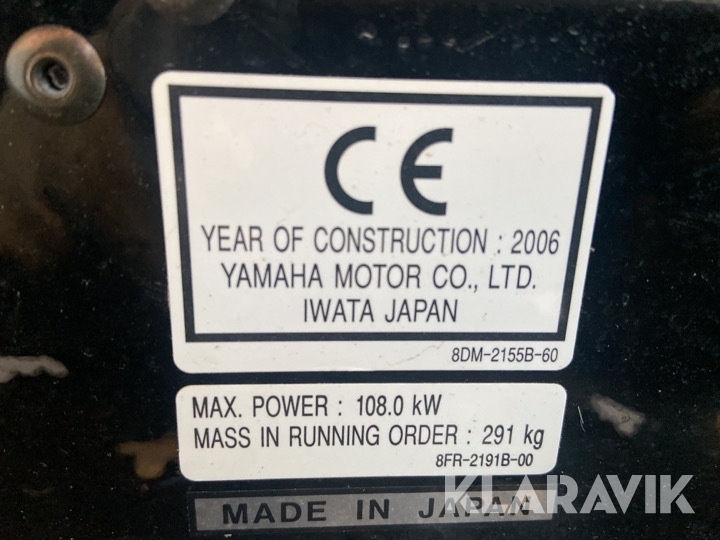 CE
YEAR OF CONSTRUCTION : 2006
YAMAHA MOTOR CO., LTD.
IWATA JAPAN
8DM-2155B-60
MAX. POWER : 108.0 kW
MASS IN RUNNING ORDER : 291 kg
8FR-2191B-00
MADE IN JAPAN
KLARAVIK